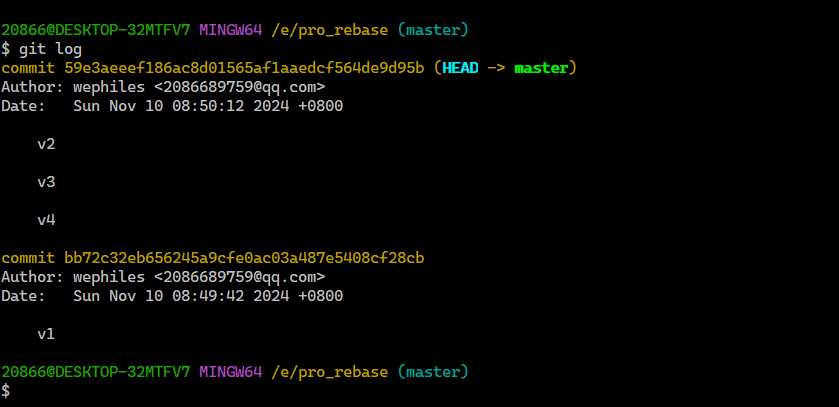 20866@DESKTOP-32MTFV7 MINGW64 /e/pro_rebase (master)
$ git log
commit 59e3aeeef186ac8d01565af1aaedcf564de9d95b (HEAD -> master)
Author: wephiles <2086689759@qq.com>
Date:   Sun Nov 10 08:50:12 2024 +0800
    v2
    v3
    v4
commit bb72c32eb656245a9cfe0ac03a487e5408cf28cb
Author: wephiles <2086689759@qq.com>
Date:   Sun Nov 10 08:49:42 2024 +0800
    v1
20866@DESKTOP-32MTFV7 MINGW64 /e/pro_rebase (master)
$